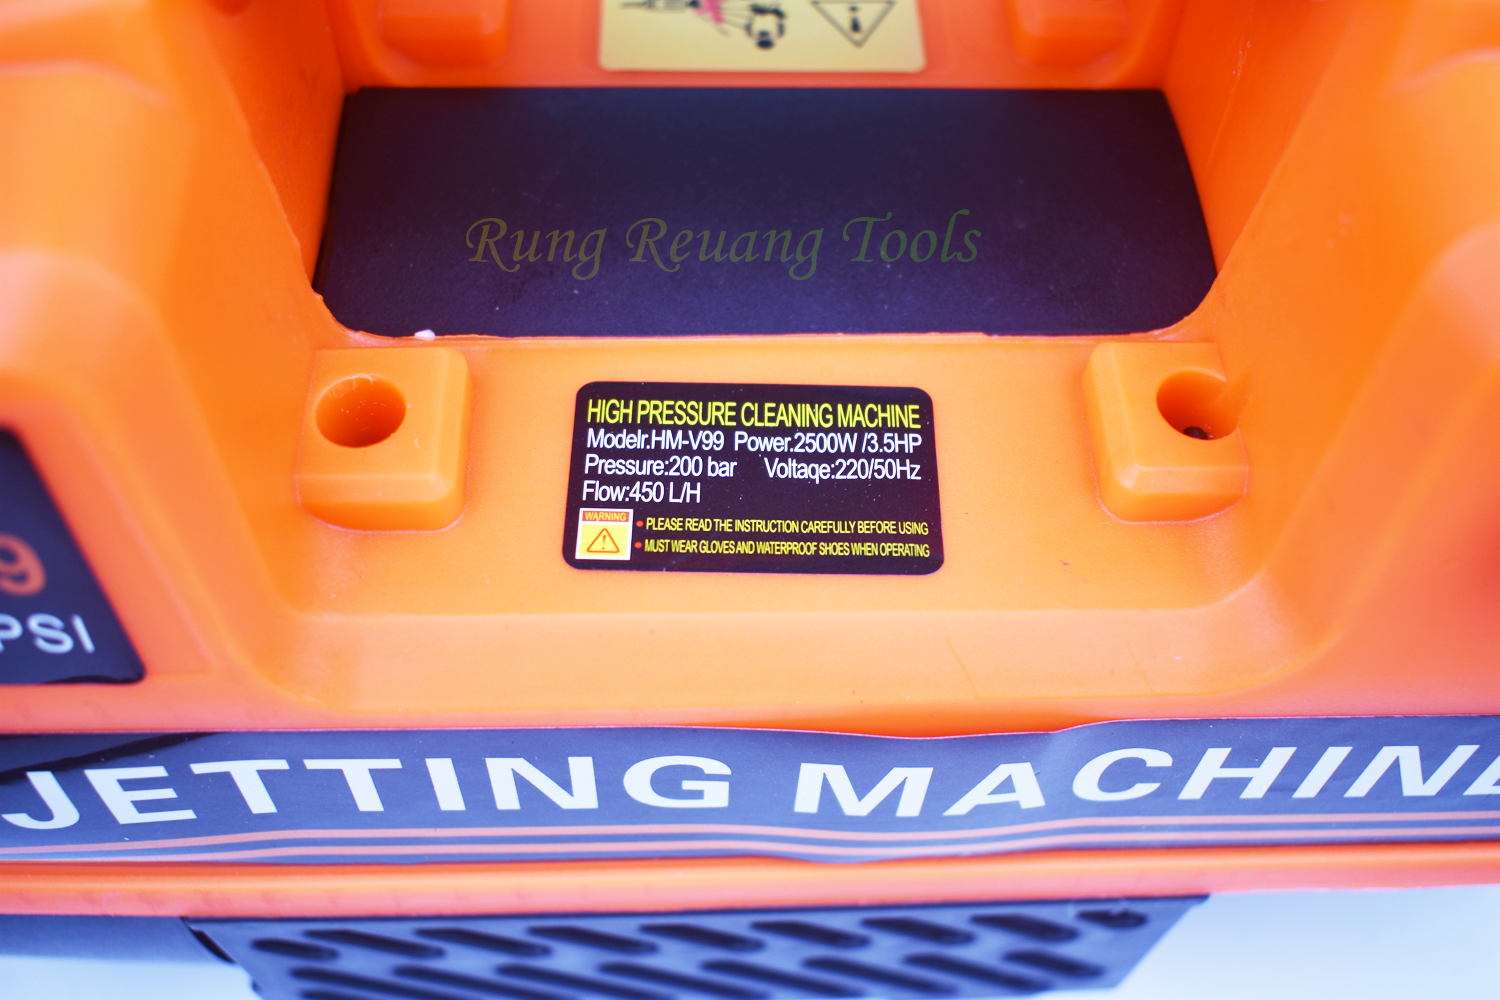 Rung Reuang Tools
HIGH PRESSURE CLEANING MACHINE
Modelr.HM-V99 Power.2500W /3.5HP
Pressure:200 bar Voltaqe:220/50Hz
Flow:450 L/H
WARNING
• PLEASE READ THE INSTRUCTION CAREFULLY BEFORE USING
• MUST WEAR GLOVES AND WATERPROOF SHOES WHEN OPERATING
9
PSI
JETTING MACHINE